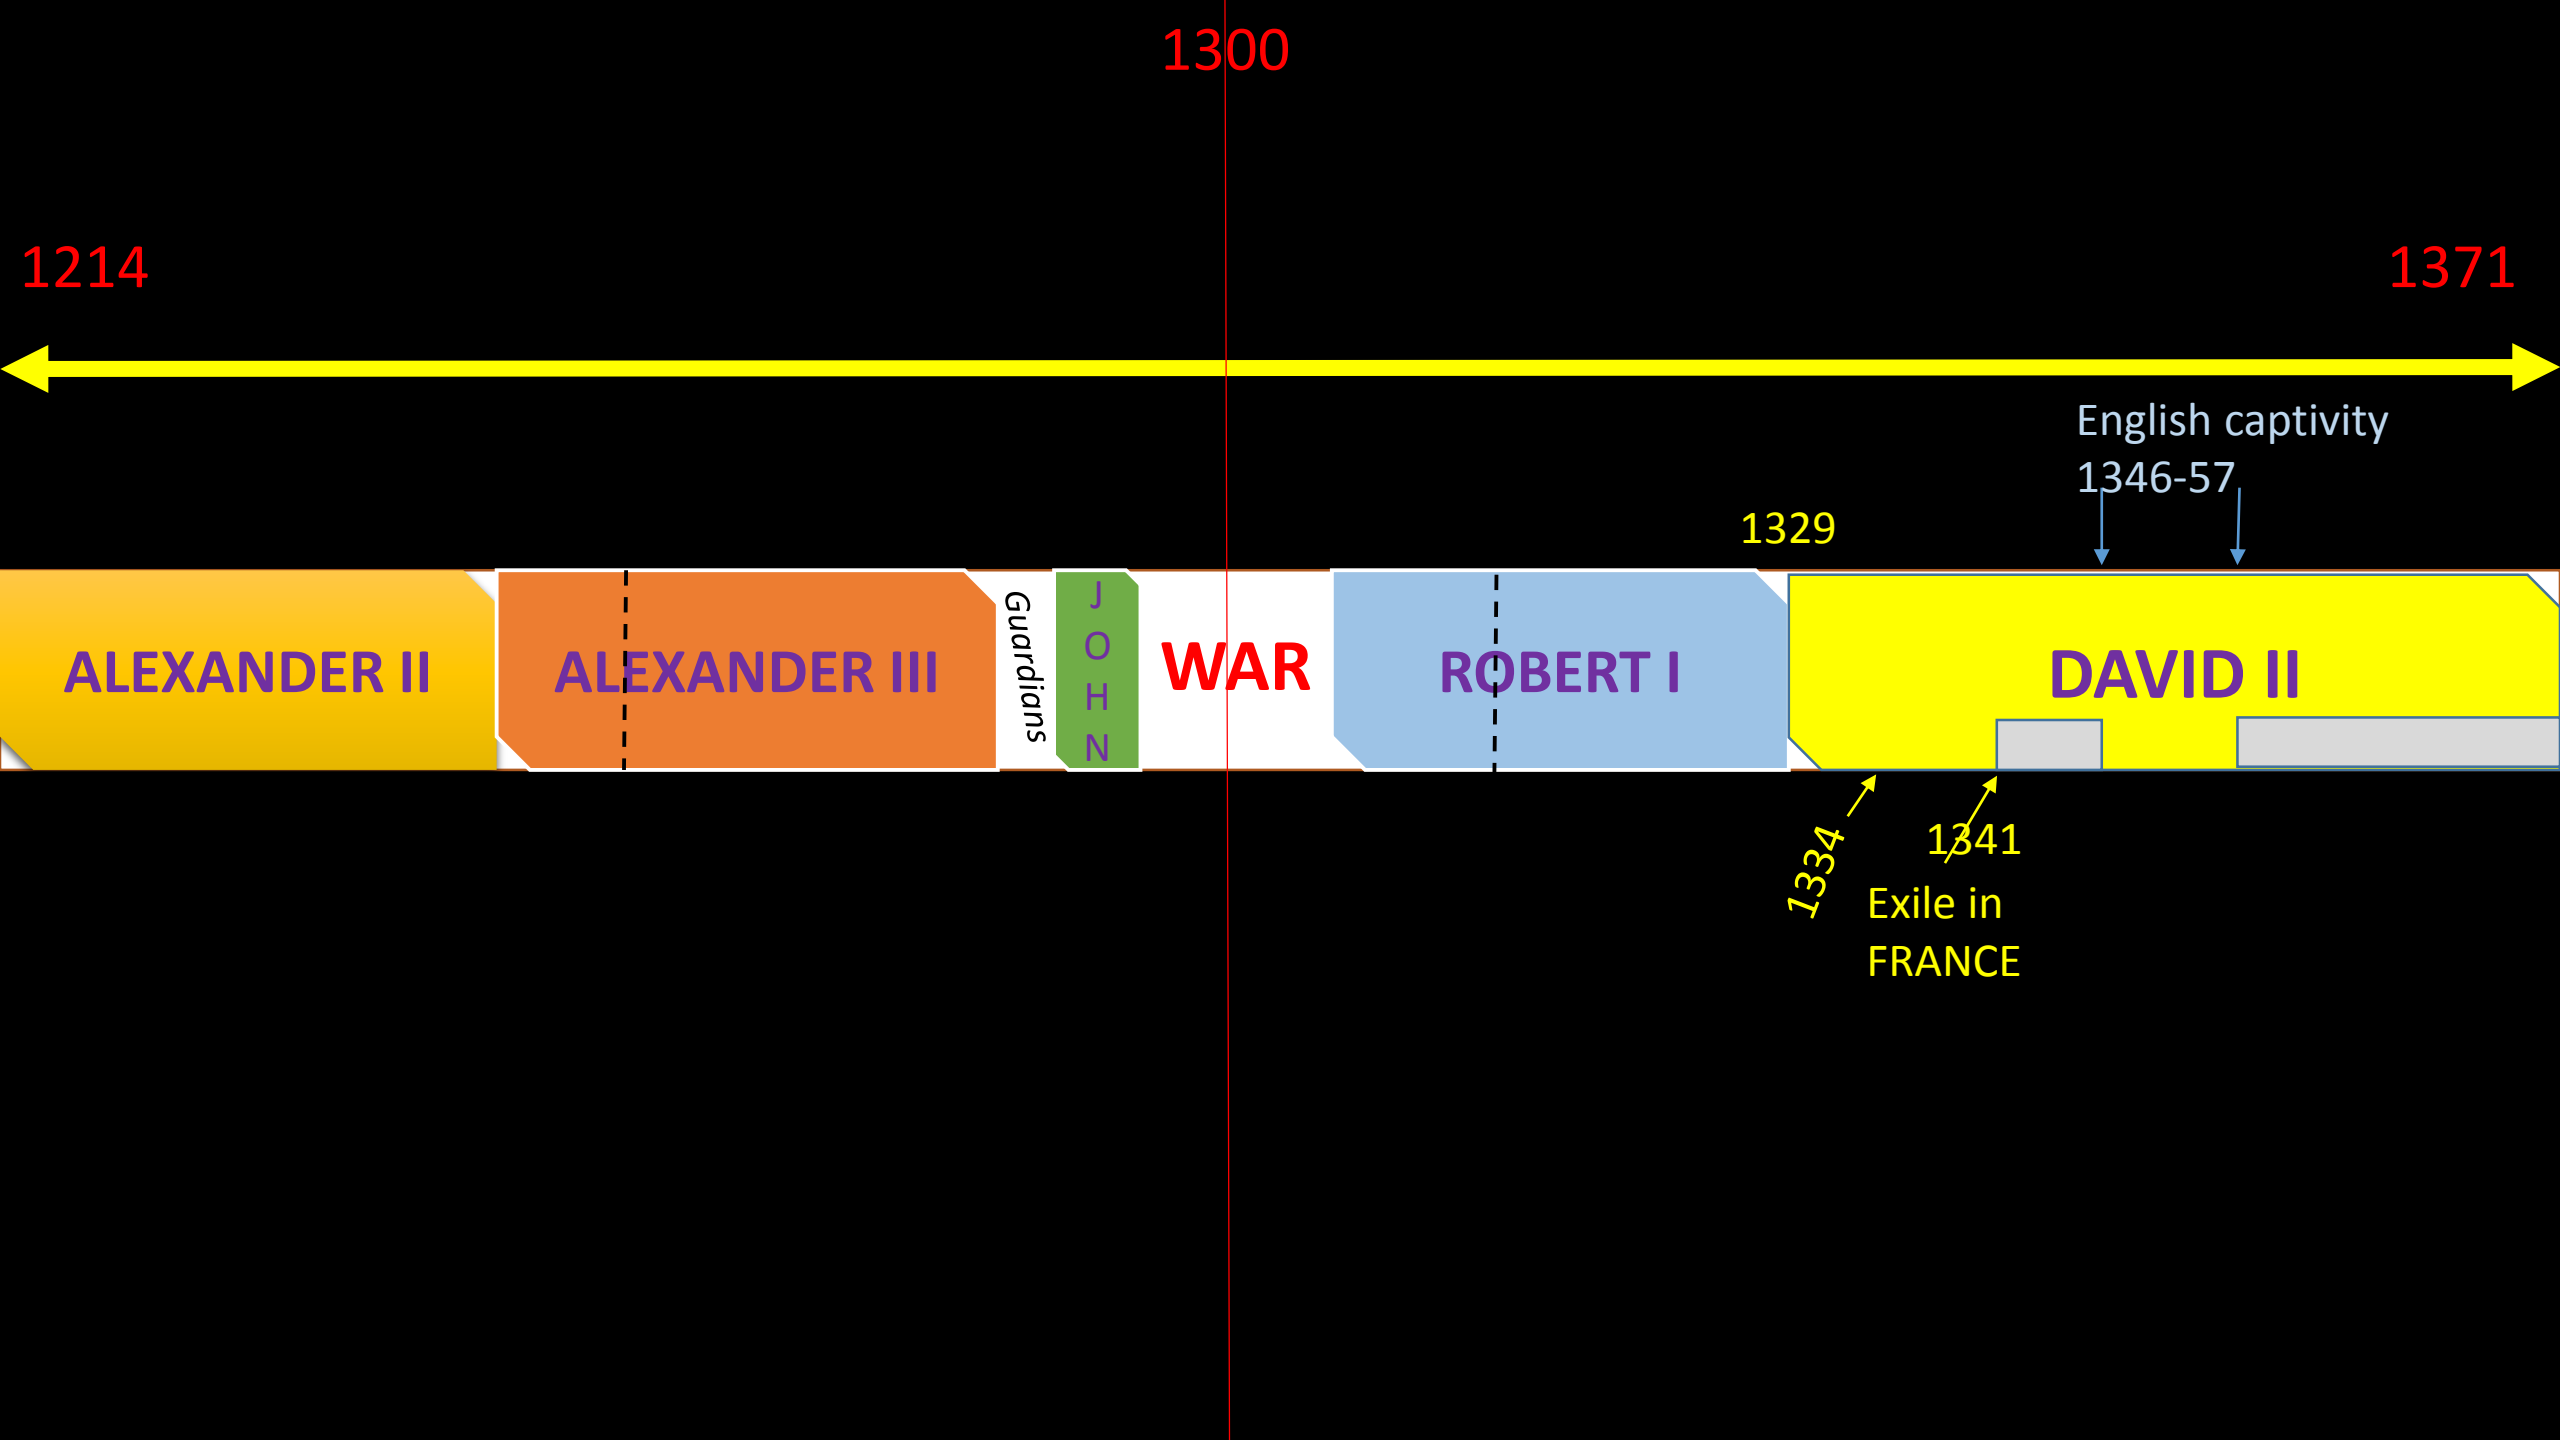 1300
1214
1371
English captivity
1346-57
1329
ALEXANDER II
ALEXANDER III
Guardians
JOHN
WAR
ROBERT I
DAVID II
1334
1341
Exile in
FRANCE